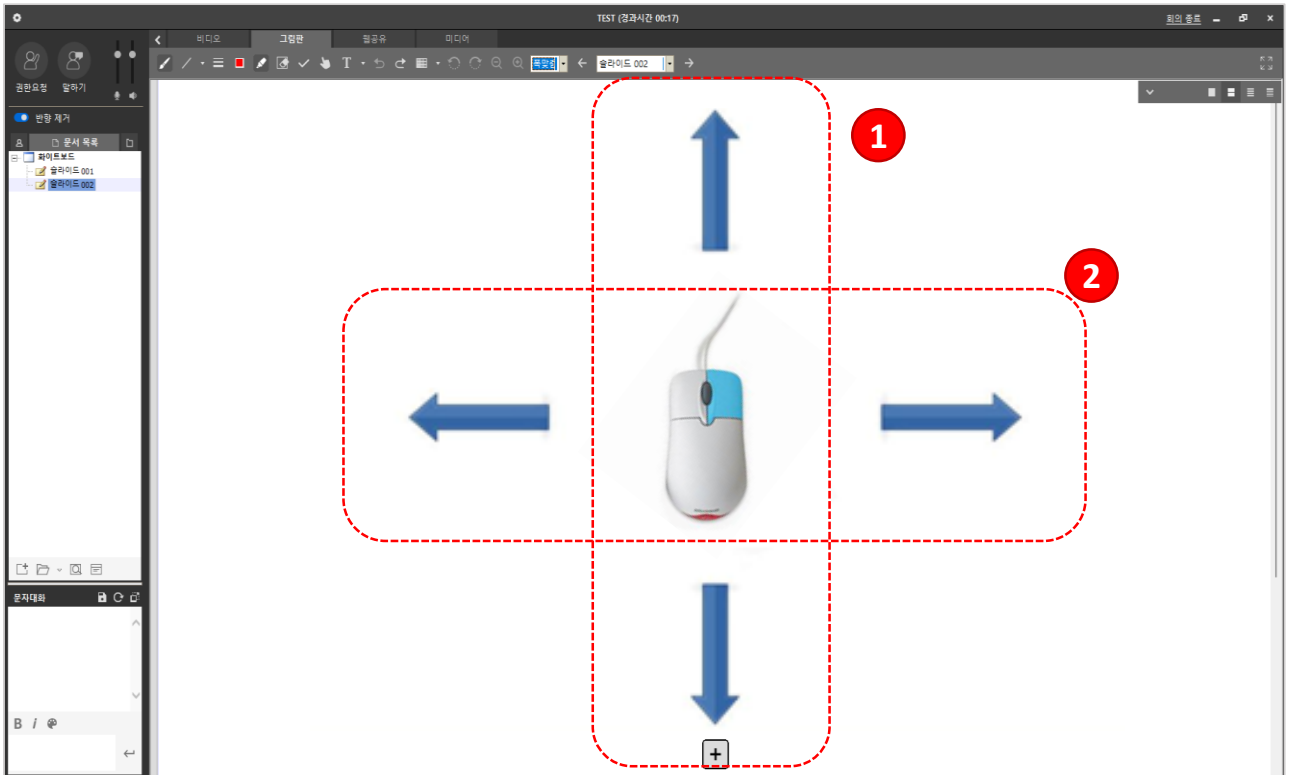 TEST (경과시간 00:17)
회의 종료
비디오
그림판
웹공유
미디어
T
폭맞춤
슬라이드 002
권한요청
말하기
반향 제거
문서 목록
화이트보드
슬라이드 001
슬라이드 002
문자대화
B i
1
2
+